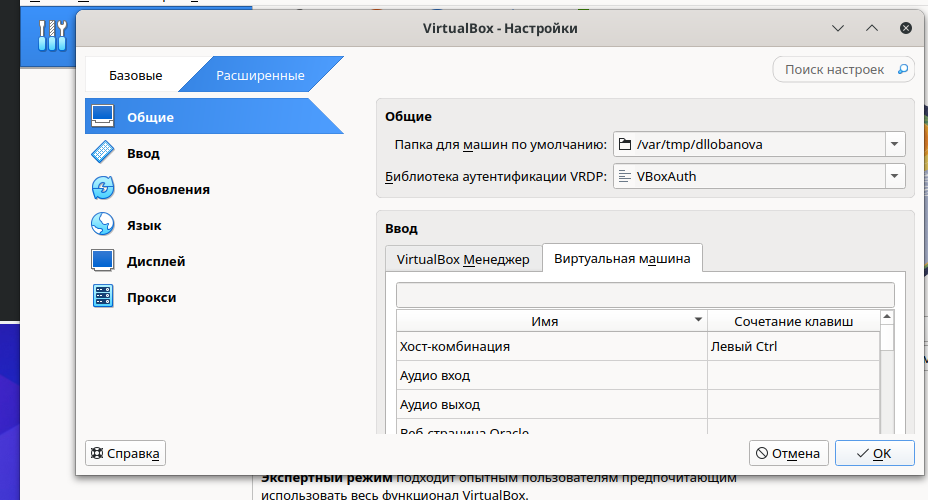 VirtualBox - Настройки
Базовые
Расширенные
Поиск настроек
Общие
Ввод
Обновления
Язык
Дисплей
Прокси
Общие
Папка для машин по умолчанию:
/var/tmp/dllobanova
Библиотека аутентификации VRDP:
VBoxAuth
Ввод
VirtualBox Менеджер
Виртуальная машина
Имя
Сочетание клавиш
Хост-комбинация
Левый Ctrl
Аудио вход
Аудио выход
Веб страница Oracle
Справка
Отмена
OK
Экспертный режим подходит опытным пользователям предпочитающим
использовать весь функционал VirtualBox.